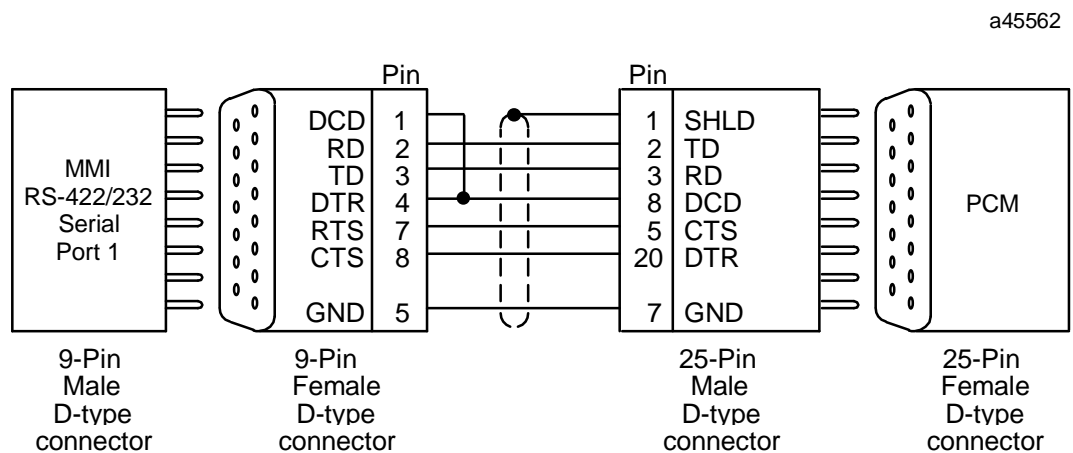 a45562
Pin
Pin
MMI
RS-422/232
Serial
Port 1
DCD 1
RD 2
TD 3
DTR 4
RTS 7
CTS 8
GND 5
1 SHLD
2 TD
3 RD
8 DCD
5 CTS
20 DTR
7 GND
PCM
9-Pin
Male
D-type
connector
9-Pin
Female
D-type
connector
25-Pin
Male
D-type
connector
25-Pin
Female
D-type
connector